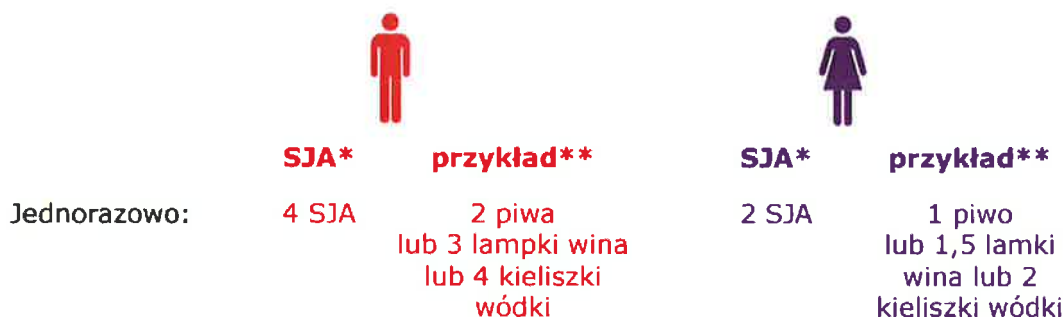 SJA* przykład** SJA* przykład**
Jednorazowo: 4 SJA 2 piwa 2 SJA 1 piwo
lub 3 lampki wina lub 1,5 lamki
lub 4 kieliszki wina lub 2
wódki kieliszki wódki